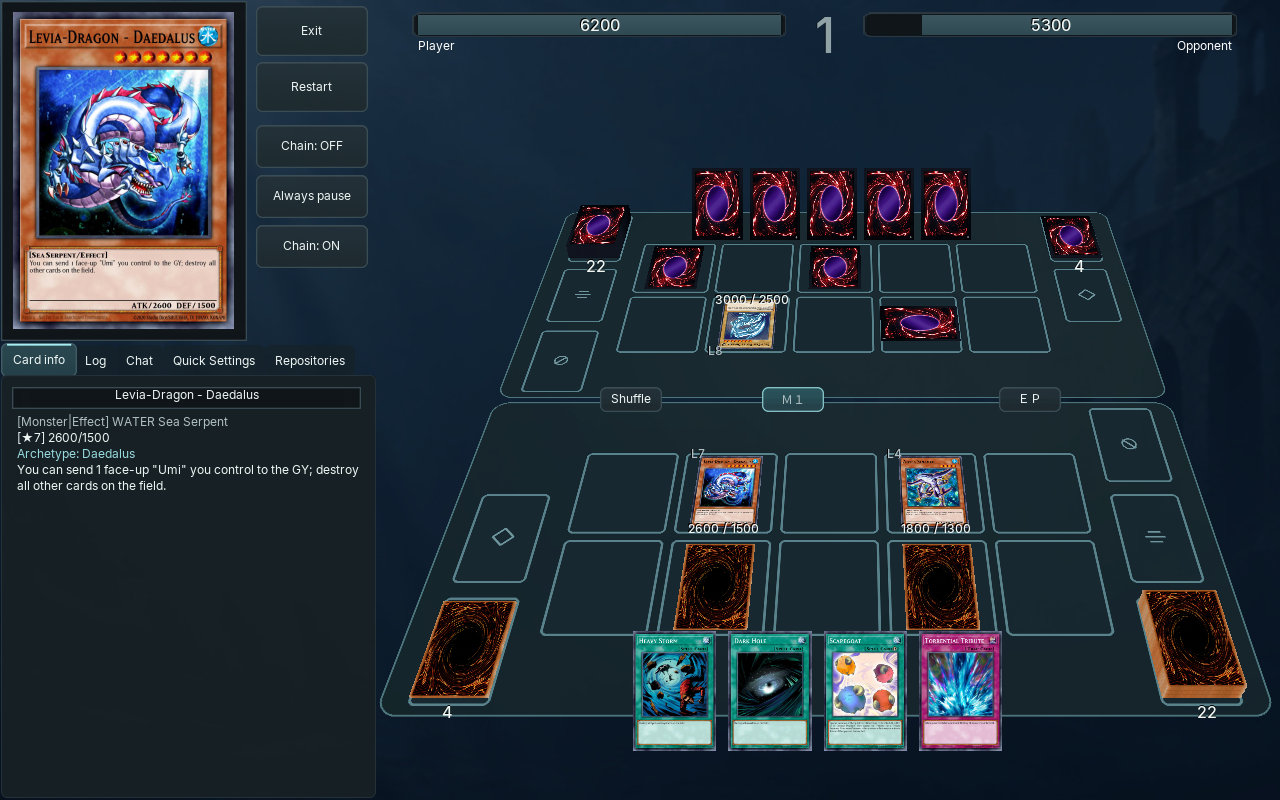 LEVIA-DRAGON - DAEDALUS
[SEA SERPENT/EFFECT]
You can send 1 face-up "Umi" you control to the GY; destroy all other cards on the field.
ATK/2600 DEF/1500
Exit
Restart
Chain: OFF
Always pause
Chain: ON
6200
1
5300
Player
Opponent
Card info
Log
Chat
Quick Settings
Repositories
Levia-Dragon - Daedalus
[Monster|Effect] WATER Sea Serpent
[★7] 2600/1500
Archetype: Daedalus
You can send 1 face-up "Umi" you control to the GY; destroy
all other cards on the field.
22
4
3000 / 2500
L8
Shuffle
M 1
E P
L7
L4
2600 / 1500
1800 / 1300
HEAVY STORM
DARK HOLE
SCAPEGOAT
TORRENTIAL TRIBUTE
4
22